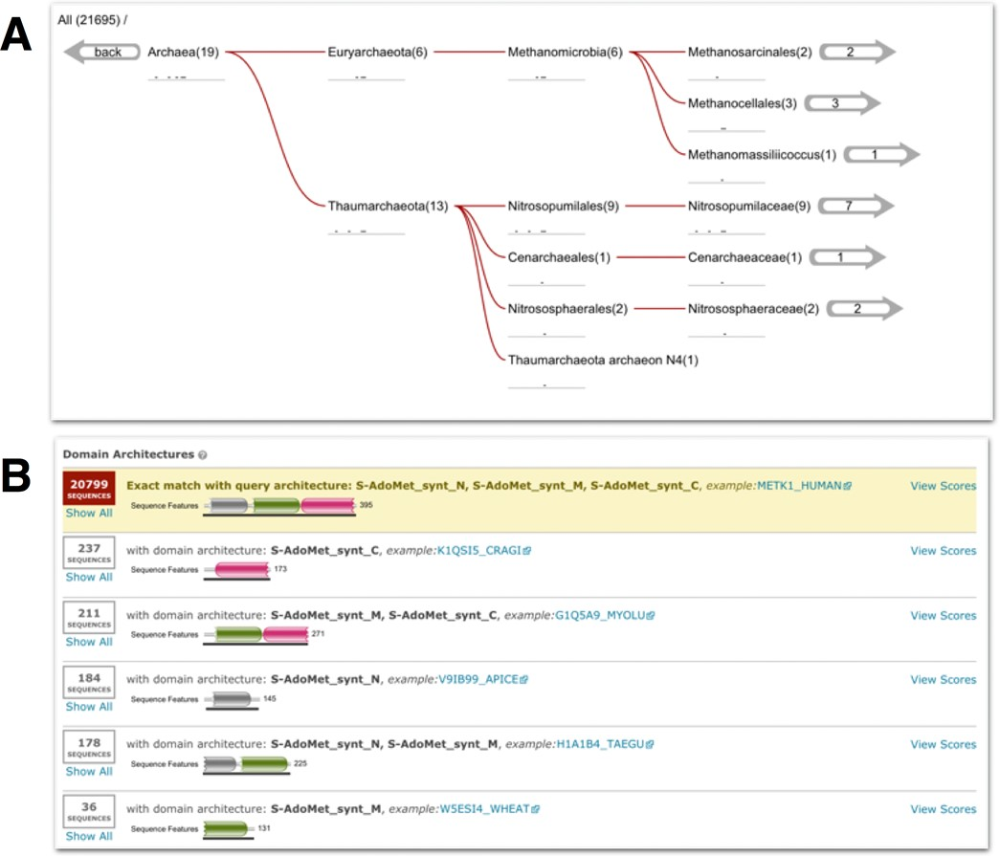 A
All (21695) /
back Archaea(19) Euryarchaeota(6) Methanomicrobia(6) Methanosarcinales(2) 2
Methanocellales(3) 3
Methanomassiliicoccus(1) 1
Thaumarchaeota(13) Nitrosopumilales(9) Nitrosopumilaceae(9) 7
Cenarchaeales(1) Cenarchaeaceae(1) 1
Nitrososphaerales(2) Nitrososphaeraceae(2) 2
Thaumarchaeota archaeon N4(1)
B
Domain Architectures ?
20799 SEQUENCES Show All
Exact match with query architecture: S-AdoMet_synt_N, S-AdoMet_synt_M, S-AdoMet_synt_C, example:METK1_HUMAN View Scores
Sequence Features 395
237 SEQUENCES Show All
with domain architecture: S-AdoMet_synt_C, example:K1QSI5_CRAGI View Scores
Sequence Features 173
211 SEQUENCES Show All
with domain architecture: S-AdoMet_synt_M, S-AdoMet_synt_C, example:G1Q5A9_MYOLU View Scores
Sequence Features 271
184 SEQUENCES Show All
with domain architecture: S-AdoMet_synt_N, example:V9IB99_APICE View Scores
Sequence Features 145
178 SEQUENCES Show All
with domain architecture: S-AdoMet_synt_N, S-AdoMet_synt_M, example:H1A1B4_TAEGU View Scores
Sequence Features 225
36 SEQUENCES Show All
with domain architecture: S-AdoMet_synt_M, example:W5ESI4_WHEAT View Scores
Sequence Features 131